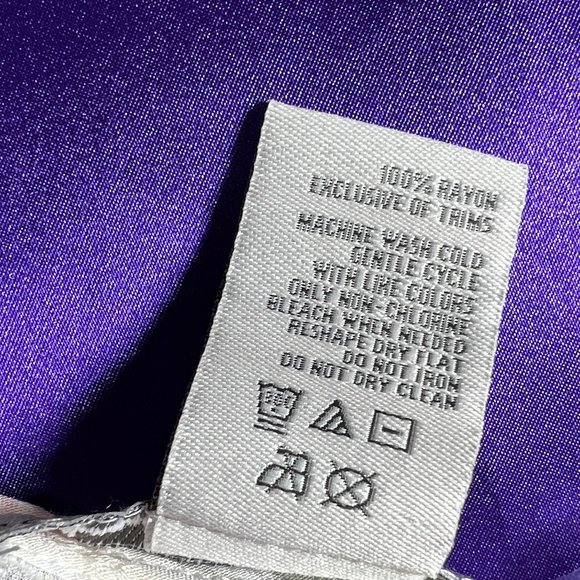 100% RAYON
EXCLUSIVE OF TRIMS
MACHINE WASH COLD
GENTLE CYCLE
WITH LIKE COLORS
ONLY NON-CHLORINE
BLEACH WHEN NEEDED
RESHAPE DRY FLAT
DO NOT IRON
DO NOT DRY CLEAN